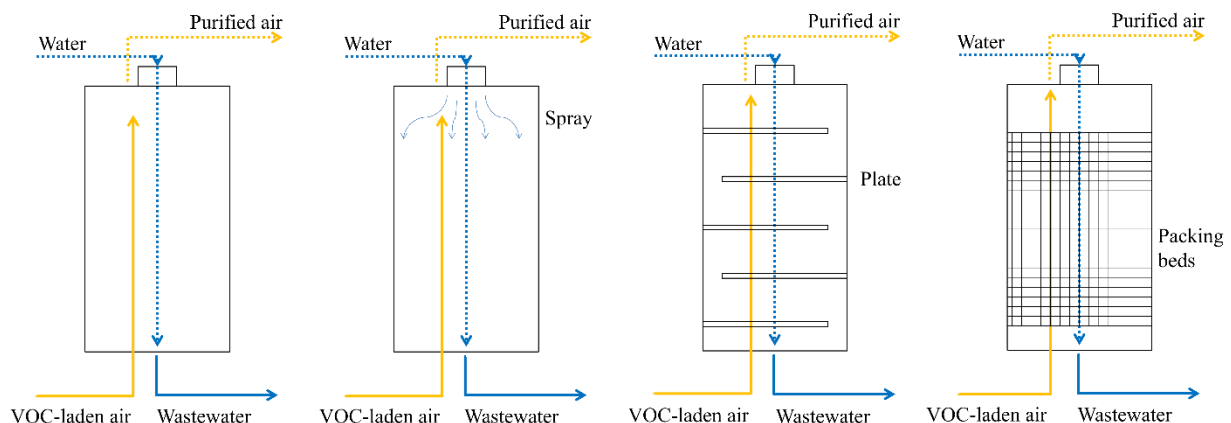 Purified air
Water
VOC-laden air
Wastewater
Purified air
Water
Spray
VOC-laden air
Wastewater
Purified air
Water
Plate
VOC-laden air
Wastewater
Purified air
Water
Packing
beds
VOC-laden air
Wastewater